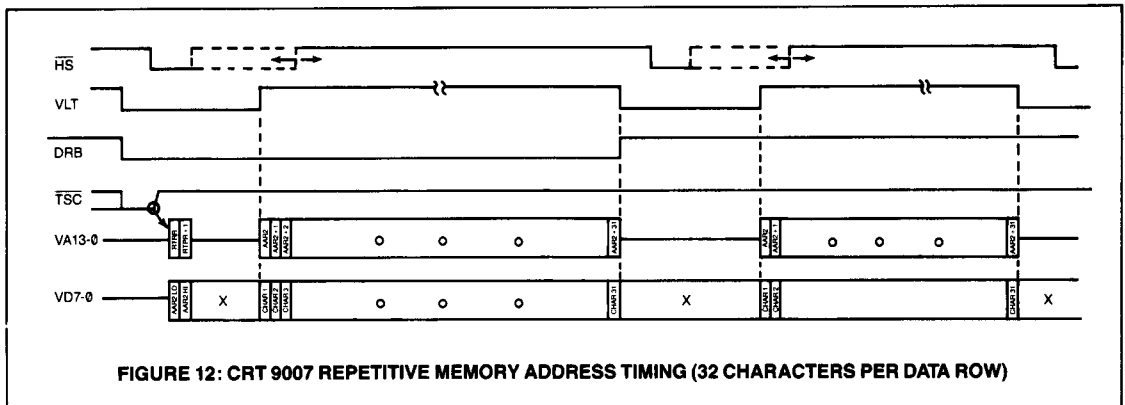 HS
VLT
DRB
TSC
VA13-0 RTPR RTPR + 1 AAR2 AAR2 + 1 AAR2 + 2 O O O AAR2 + 31 AAR2 AAR2 + 1 O O O AAR2 + 31
VD7-0 AAR2 LO AAR2 HI X CHAR 1 CHAR 2 CHAR 3 O O O CHAR 31 X CHAR 1 CHAR 2 CHAR 31 X
FIGURE 12: CRT 9007 REPETITIVE MEMORY ADDRESS TIMING (32 CHARACTERS PER DATA ROW)